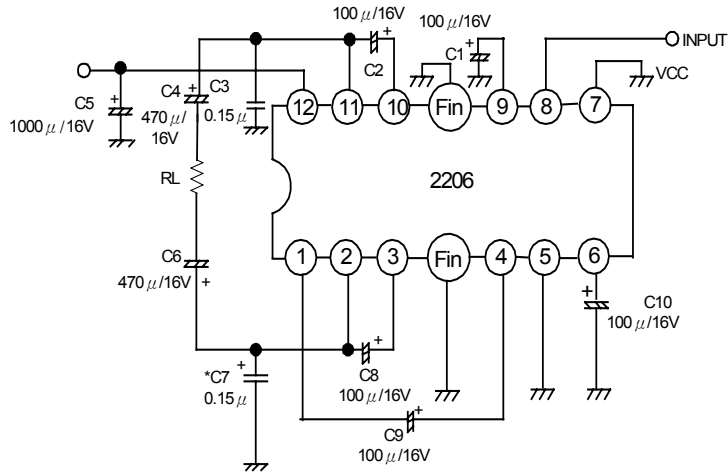 100μ/16V
100μ/16V
INPUT
C1
C2
VCC
C4
C3
C5
470μ/
16V
0.15μ
1000μ/16V
12
11
10
Fin
9
8
7
RL
2206
1
2
3
Fin
4
5
6
C6
470μ/16V
C10
100μ/16V
*C7
0.15μ
C8
100μ/16V
C9
100μ/16V